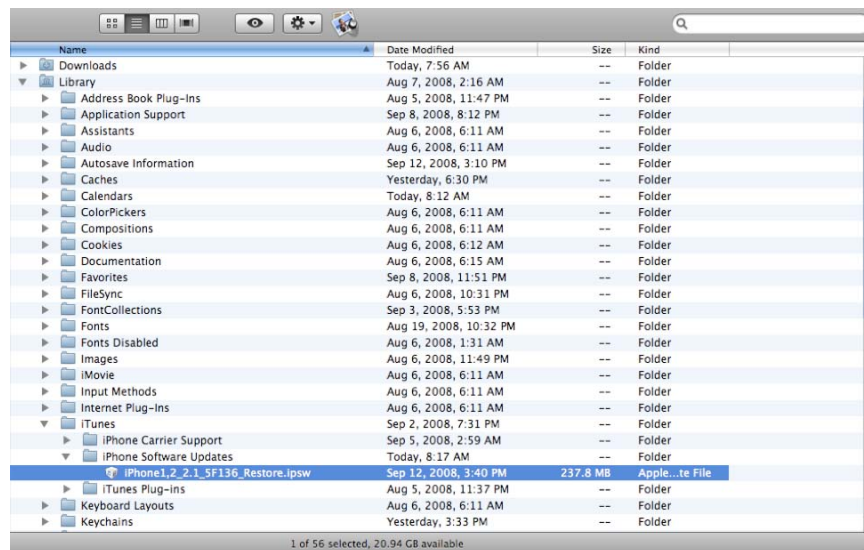 Name Date Modified Size Kind
Downloads Today, 7:56 AM -- Folder
Library Aug 7, 2008, 2:16 AM -- Folder
Address Book Plug-Ins Aug 5, 2008, 11:47 PM -- Folder
Application Support Sep 8, 2008, 8:12 PM -- Folder
Assistants Aug 6, 2008, 6:11 AM -- Folder
Audio Aug 6, 2008, 6:11 AM -- Folder
Autosave Information Sep 12, 2008, 3:10 PM -- Folder
Caches Yesterday, 6:30 PM -- Folder
Calendars Today, 8:12 AM -- Folder
ColorPickers Aug 6, 2008, 6:11 AM -- Folder
Compositions Aug 6, 2008, 6:11 AM -- Folder
Cookies Aug 6, 2008, 6:12 AM -- Folder
Documentation Aug 6, 2008, 6:15 AM -- Folder
Favorites Sep 8, 2008, 11:51 PM -- Folder
FileSync Aug 6, 2008, 10:31 PM -- Folder
FontCollections Sep 3, 2008, 5:53 PM -- Folder
Fonts Aug 19, 2008, 10:32 PM -- Folder
Fonts Disabled Aug 6, 2008, 1:31 AM -- Folder
Images Aug 6, 2008, 11:49 PM -- Folder
iMovie Aug 6, 2008, 6:11 AM -- Folder
Input Methods Aug 6, 2008, 6:11 AM -- Folder
Internet Plug-Ins Aug 6, 2008, 6:11 AM -- Folder
iTunes Sep 2, 2008, 7:31 PM -- Folder
iPhone Carrier Support Sep 5, 2008, 2:59 AM -- Folder
iPhone Software Updates Today, 8:17 AM -- Folder
iPhone1,2_2.1_5F136_Restore.ipsw Sep 12, 2008, 3:40 PM 237.8 MB Apple...te File
iTunes Plug-ins Aug 5, 2008, 11:37 PM -- Folder
Keyboard Layouts Aug 6, 2008, 6:11 AM -- Folder
Keychains Yesterday, 3:33 PM -- Folder
1 of 56 selected, 20.94 GB available